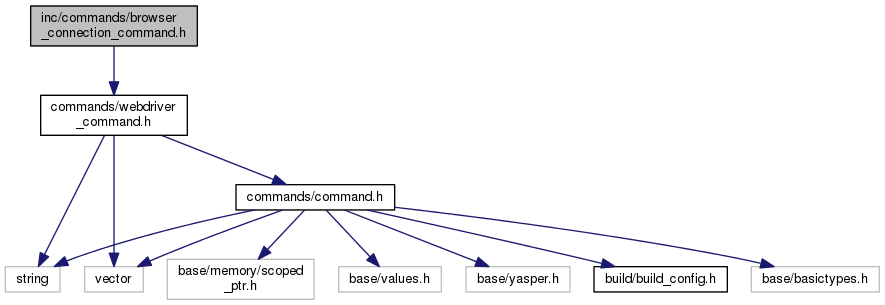 inc/commands/browser
_connection_command.h
commands/webdriver
_command.h
commands/command.h
string
vector
base/memory/scoped
_ptr.h
base/values.h
base/yasper.h
build/build_config.h
base/basictypes.h